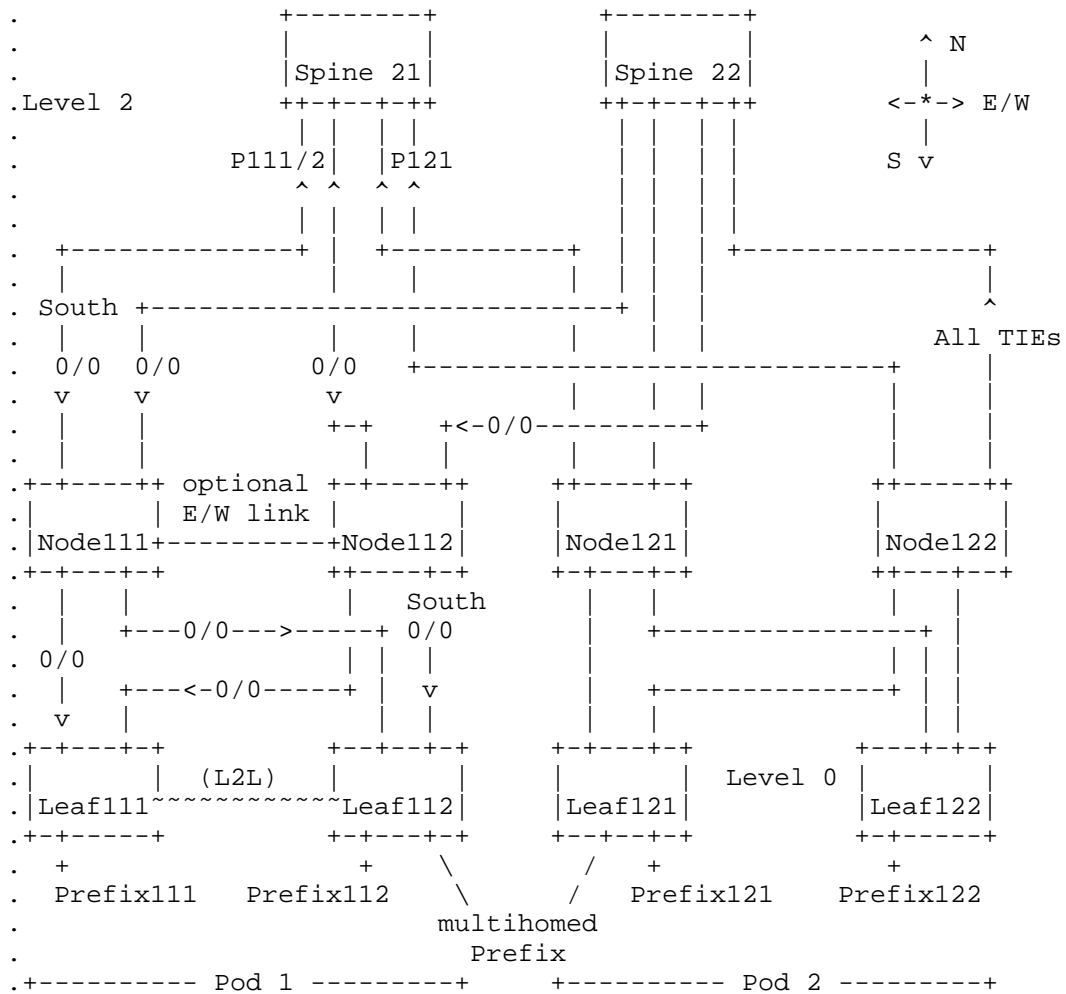 ^ N
Spine 21 Spine 22
Level 2 <-*-> E/W
P111/2 P121 S v
^ ^ ^ ^
South ^
All TIEs
0/0 0/0 0/0
v v v
<-0/0
optional
E/W link
Node111 Node112 Node121 Node122
South
0/0 > 0/0
0/0
<-0/0 v
v
(L2L) Level 0
Leaf111~~~~~~~~~~~~Leaf112 Leaf121 Leaf122
Prefix111 Prefix112 Prefix121 Prefix122
multihomed
Prefix
Pod 1 Pod 2